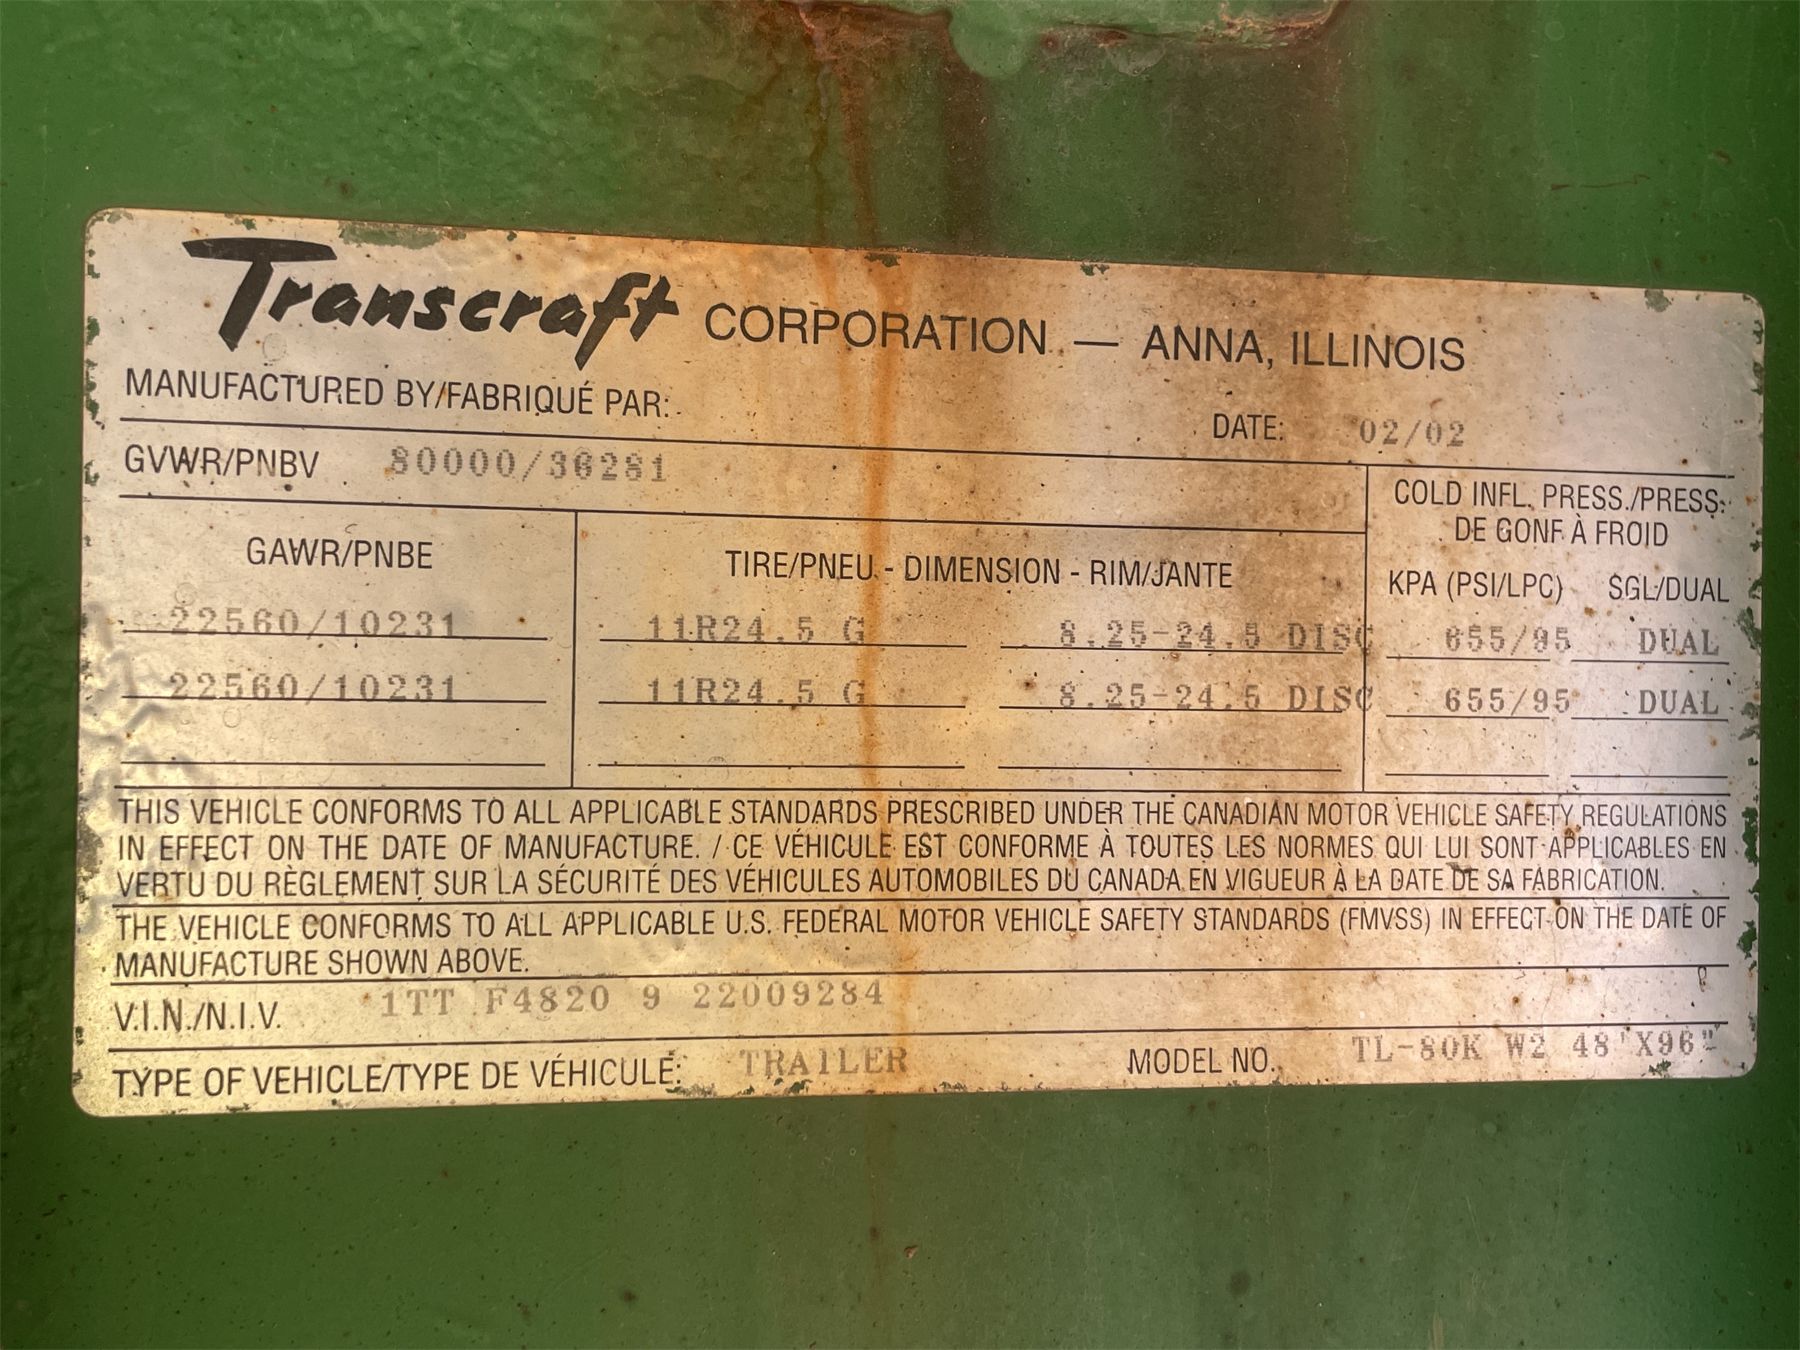 Transcraft CORPORATION — ANNA, ILLINOIS
MANUFACTURED BY/FABRIQUÉ PAR:
DATE: 02/02
GVWR/PNBV 80000/36281
COLD INFL. PRESS./PRESS.
DE GONF. À FROID
GAWR/PNBE TIRE/PNEU - DIMENSION - RIM/JANTE KPA (PSI/LPC) SGL/DUAL
22560/10231 11R24.5 G 8.25-24.5 DISC 655/95 DUAL
22560/10231 11R24.5 G 8.25-24.5 DISC 655/95 DUAL
THIS VEHICLE CONFORMS TO ALL APPLICABLE STANDARDS PRESCRIBED UNDER THE CANADIAN MOTOR VEHICLE SAFETY REGULATIONS
IN EFFECT ON THE DATE OF MANUFACTURE. / CE VÉHICULE EST CONFORME À TOUTES LES NORMES QUI LUI SONT APPLICABLES EN
VERTU DU RÈGLEMENT SUR LA SÉCURITÉ DES VÉHICULES AUTOMOBILES DU CANADA EN VIGUEUR À LA DATE DE SA FABRICATION.
THE VEHICLE CONFORMS TO ALL APPLICABLE U.S. FEDERAL MOTOR VEHICLE SAFETY STANDARDS (FMVSS) IN EFFECT ON THE DATE OF
MANUFACTURE SHOWN ABOVE.
V.I.N./N.I.V. 1TT F4820 9 22009284
TYPE OF VEHICLE/TYPE DE VÉHICULE: TRAILER MODEL NO. TL-80K W2 48'X96"